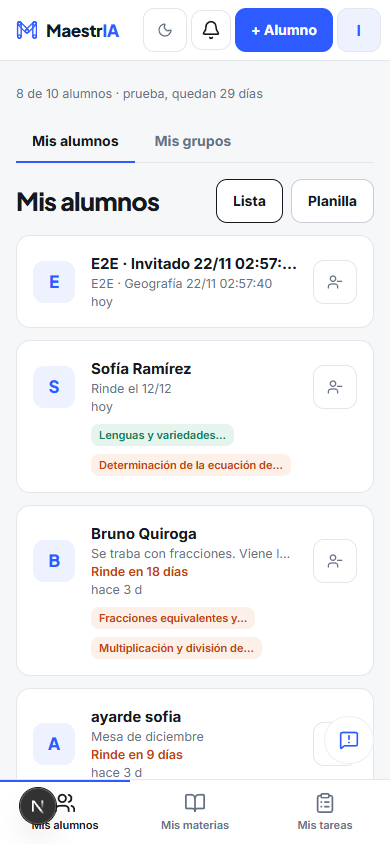 MaestrIA
+ Alumno
I
8 de 10 alumnos · prueba, quedan 29 días
Mis alumnos
Mis grupos
Mis alumnos
Lista
Planilla
E
E2E · Invitado 22/11 02:57:...
E2E · Geografía 22/11 02:57:40
hoy
S
Sofía Ramírez
Rinde el 12/12
hoy
Lenguas y variedades...
Determinación de la ecuación de...
B
Bruno Quiroga
Se traba con fracciones. Viene l...
Rinde en 18 días
hace 3 d
Fracciones equivalentes y...
Multiplicación y división de...
A
ayarde sofia
Mesa de diciembre
Rinde en 9 días
hace 3 d
N
Mis alumnos
Mis materias
Mis tareas